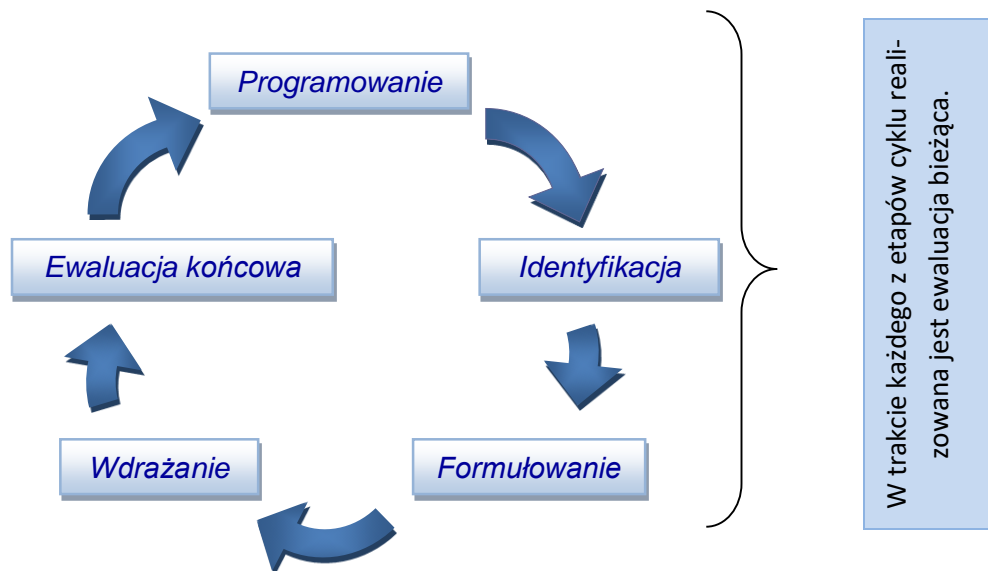 Programowanie
Identyfikacja
Formułowanie
Wdrażanie
Ewaluacja końcowa
W trakcie każdego z etapów cyklu reali-
zowana jest ewaluacja bieżąca.